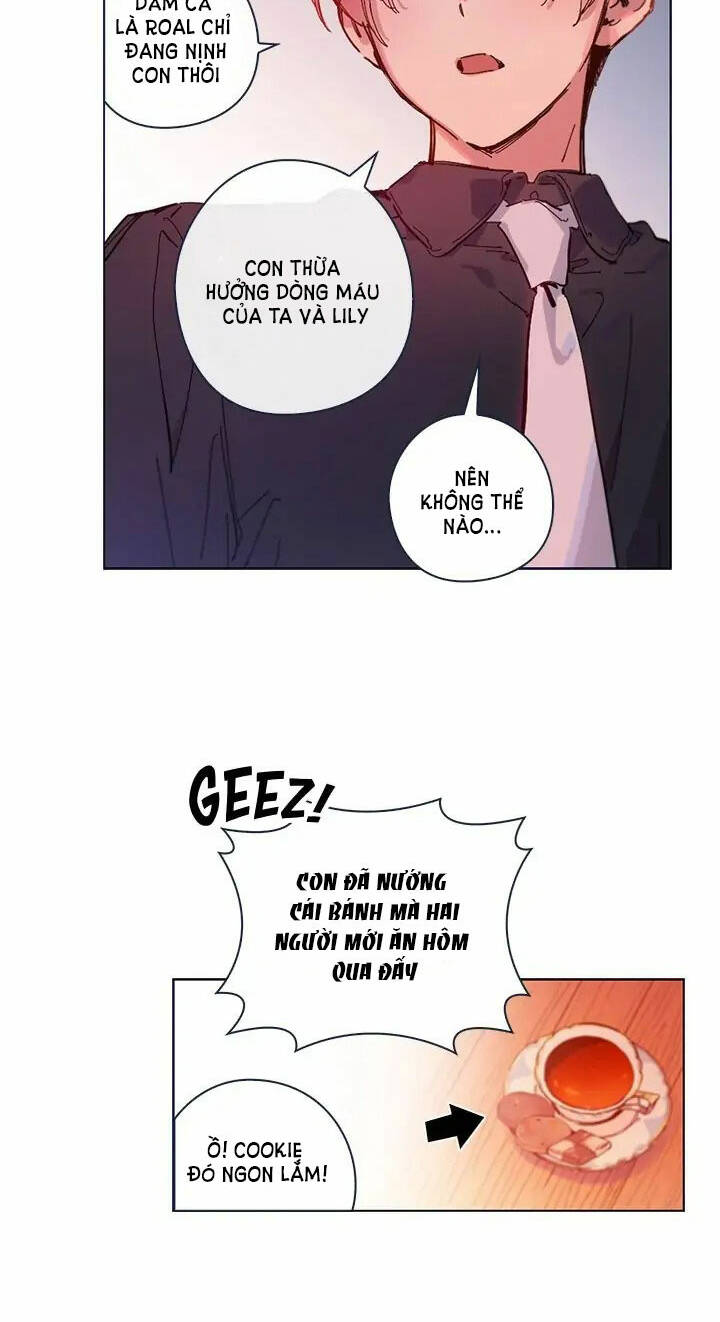 DÁM CÁ
LÀ ROAL CHỈ
ĐANG NỊNH
CON THÔI
CON THỪA
HƯỞNG DÒNG MÁU
CỦA TA VÀ LILY
NÊN
KHÔNG THỂ
NÀO...
GEEZ!
CON ĐÃ NƯỚNG
CÁI BÁNH MÀ HAI
NGƯỜI MỚI ĂN HÔM
QUA ĐẤY
Ồ! COOKIE
ĐÓ NGON LẮM!